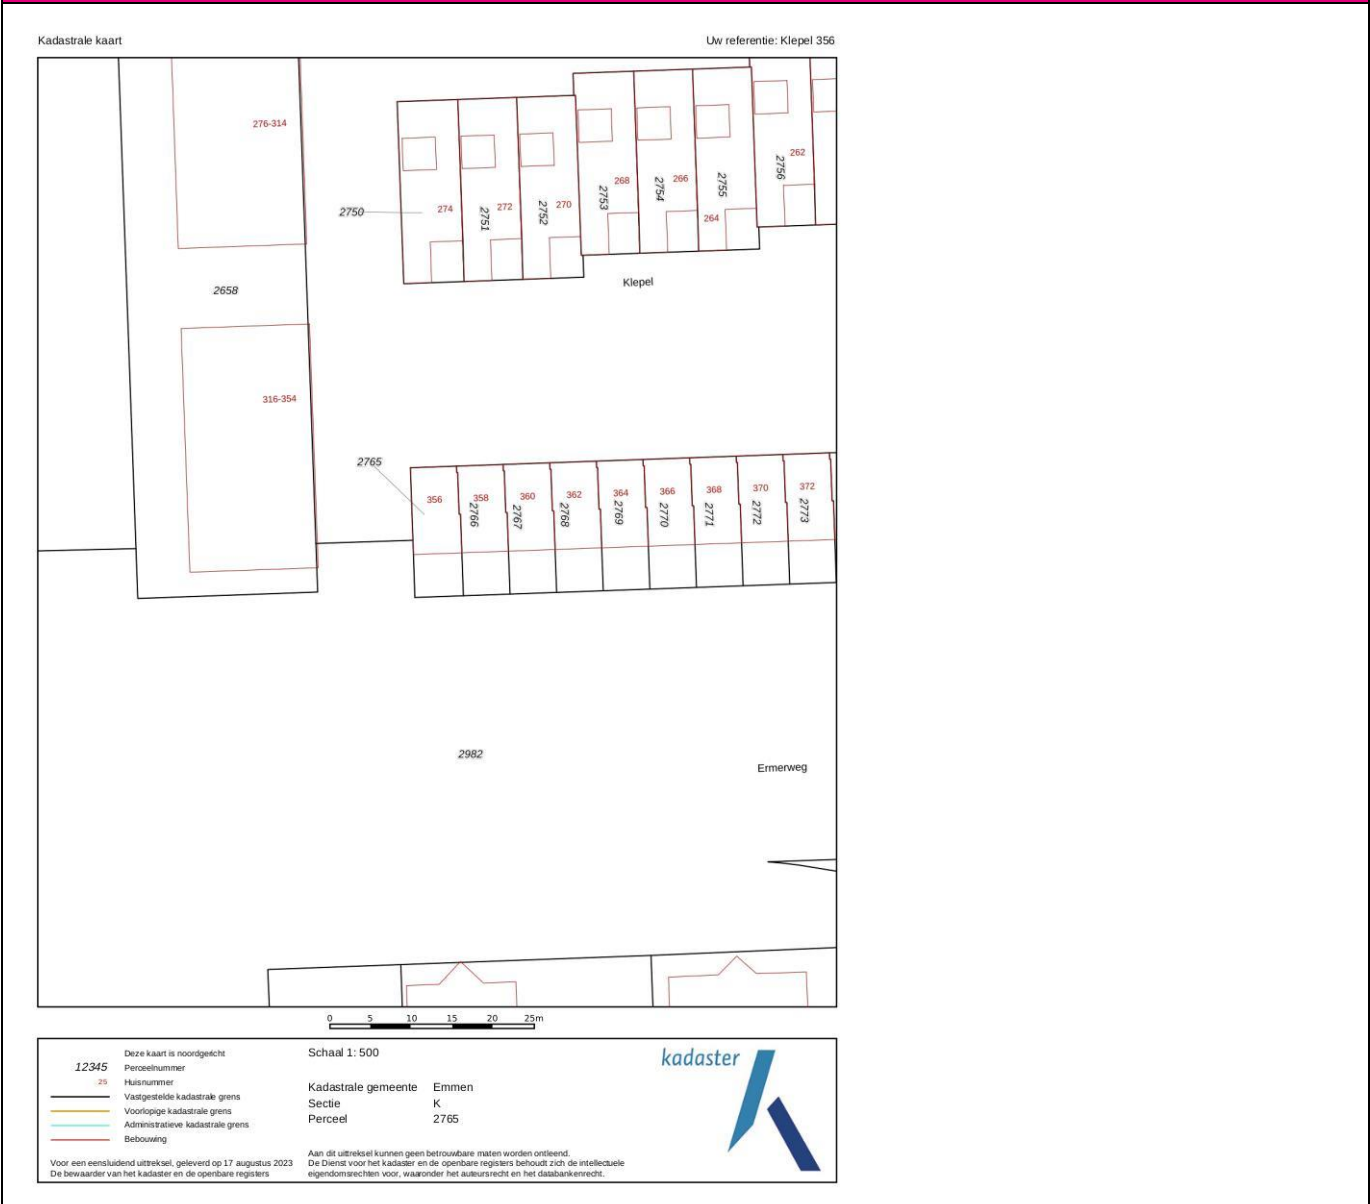 Kadastrale kaart
Uw referentie: Klepel 356
276-314
262
2756
268
266
2755
2753
2754
274
272
270
2750
2751
2752
264
Klepel
2658
316-354
2765
356
358
360
362
364
366
368
370
372
2766
2767
2768
2769
2770
2771
2772
2773
2982
Ermerweg
0 5 10 15 20 25m
Deze kaart is noordgericht
12345 Perceelnummer
25 Huisnummer
Vastgestelde kadastrale grens
Voorlopige kadastrale grens
Administratieve kadastrale grens
Bebouwing
Voor een eensluidend uittreksel, geleverd op 17 augustus 2023
De bewaarder van het kadaster en de openbare registers
Schaal 1: 500
Kadastrale gemeente Emmen
Sectie K
Perceel 2765
Aan dit uittreksel kunnen geen betrouwbare maten worden ontleend.
De Dienst voor het kadaster en de openbare registers behoudt zich de intellectuele
eigendomsrechten voor, waaronder het auteursrecht en het databankenrecht.
kadaster